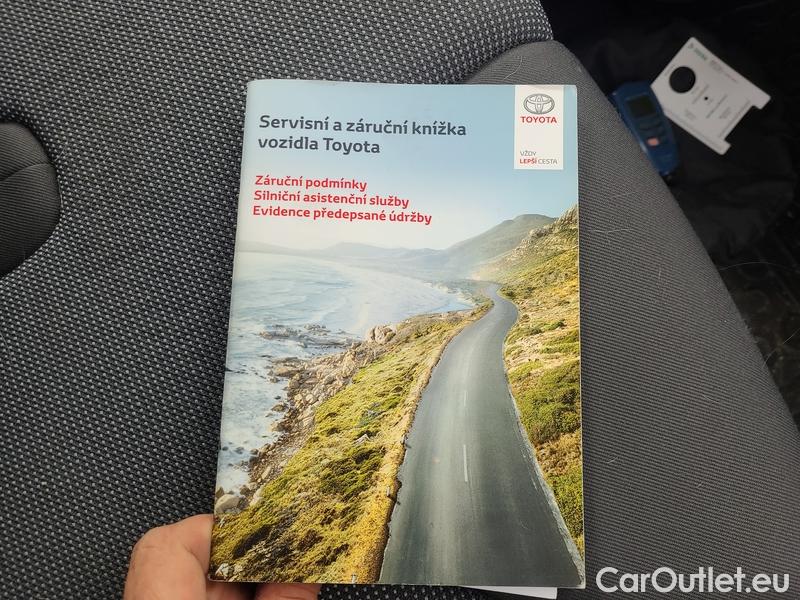 Servisní a záruční knížka
vozidla Toyota
TOYOTA
VŽDY
LEPŠÍ CESTA
Záruční podmínky
Silniční asistenční služby
Evidence předepsané údržby
CarOutlet.eu